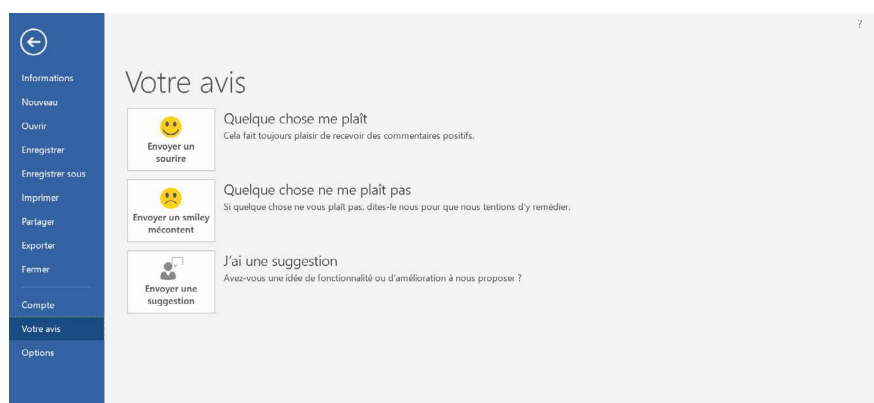 ?
Informations
Nouveau
Ouvrir
Enregistrer
Enregistrer sous
Imprimer
Partager
Exporter
Fermer
Compte
Votre avis
Options
Votre avis
Envoyer un
sourire
Quelque chose me plaît
Cela fait toujours plaisir de recevoir des commentaires positifs.
Envoyer un smiley
mécontent
Quelque chose ne me plaît pas
Si quelque chose ne vous plaît pas, dites-le nous pour que nous tentions d'y remédier.
Envoyer une
suggestion
J'ai une suggestion
Avez-vous une idée de fonctionnalité ou d'amélioration à nous proposer ?